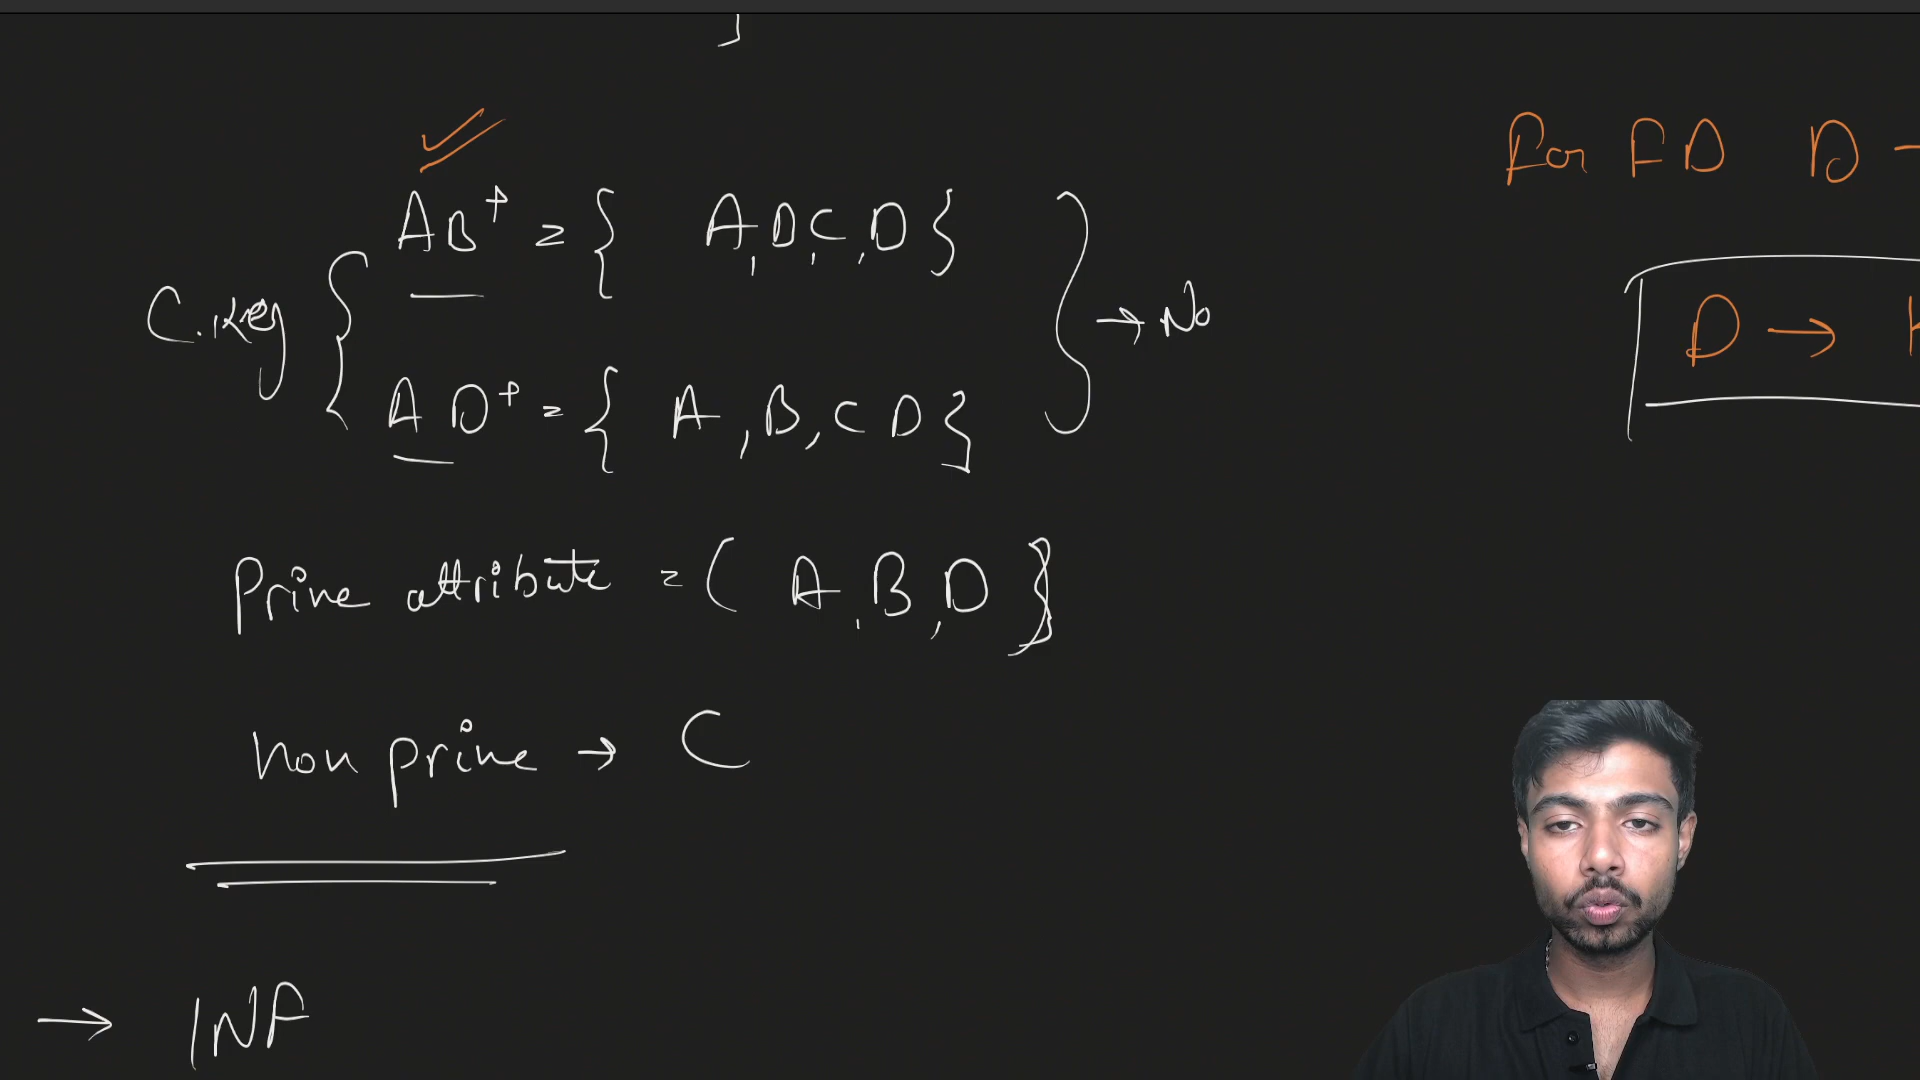 AB⁺ = { A, D, C, D }
C.key → No
AD⁺ = { A, B, C D }
Prime attribute = ( A, B, D }
non prime → C
→ 1NF
For FD D →
D →